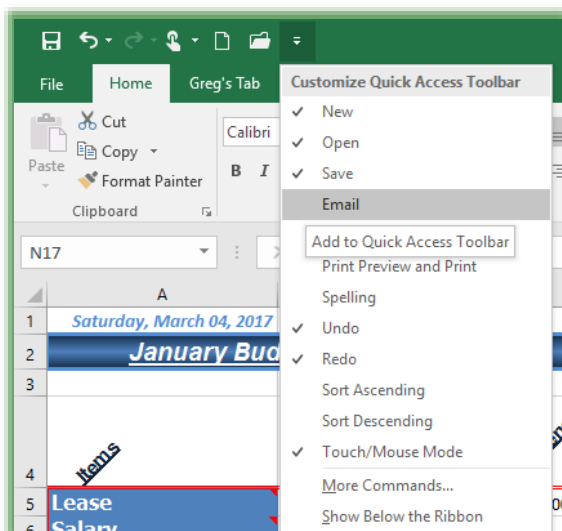 File Home Greg's Tab
Customize Quick Access Toolbar
New
Open
Save
Email
Add to Quick Access Toolbar
Print Preview and Print
Spelling
Undo
Redo
Sort Ascending
Sort Descending
Touch/Mouse Mode
More Commands...
Show Below the Ribbon
Cut
Copy
Paste
Format Painter
Clipboard
Calibri
B I
N17
A
1 Saturday, March 04, 2017
2 January Bud
3
4 Items
5 Lease
6 Salary